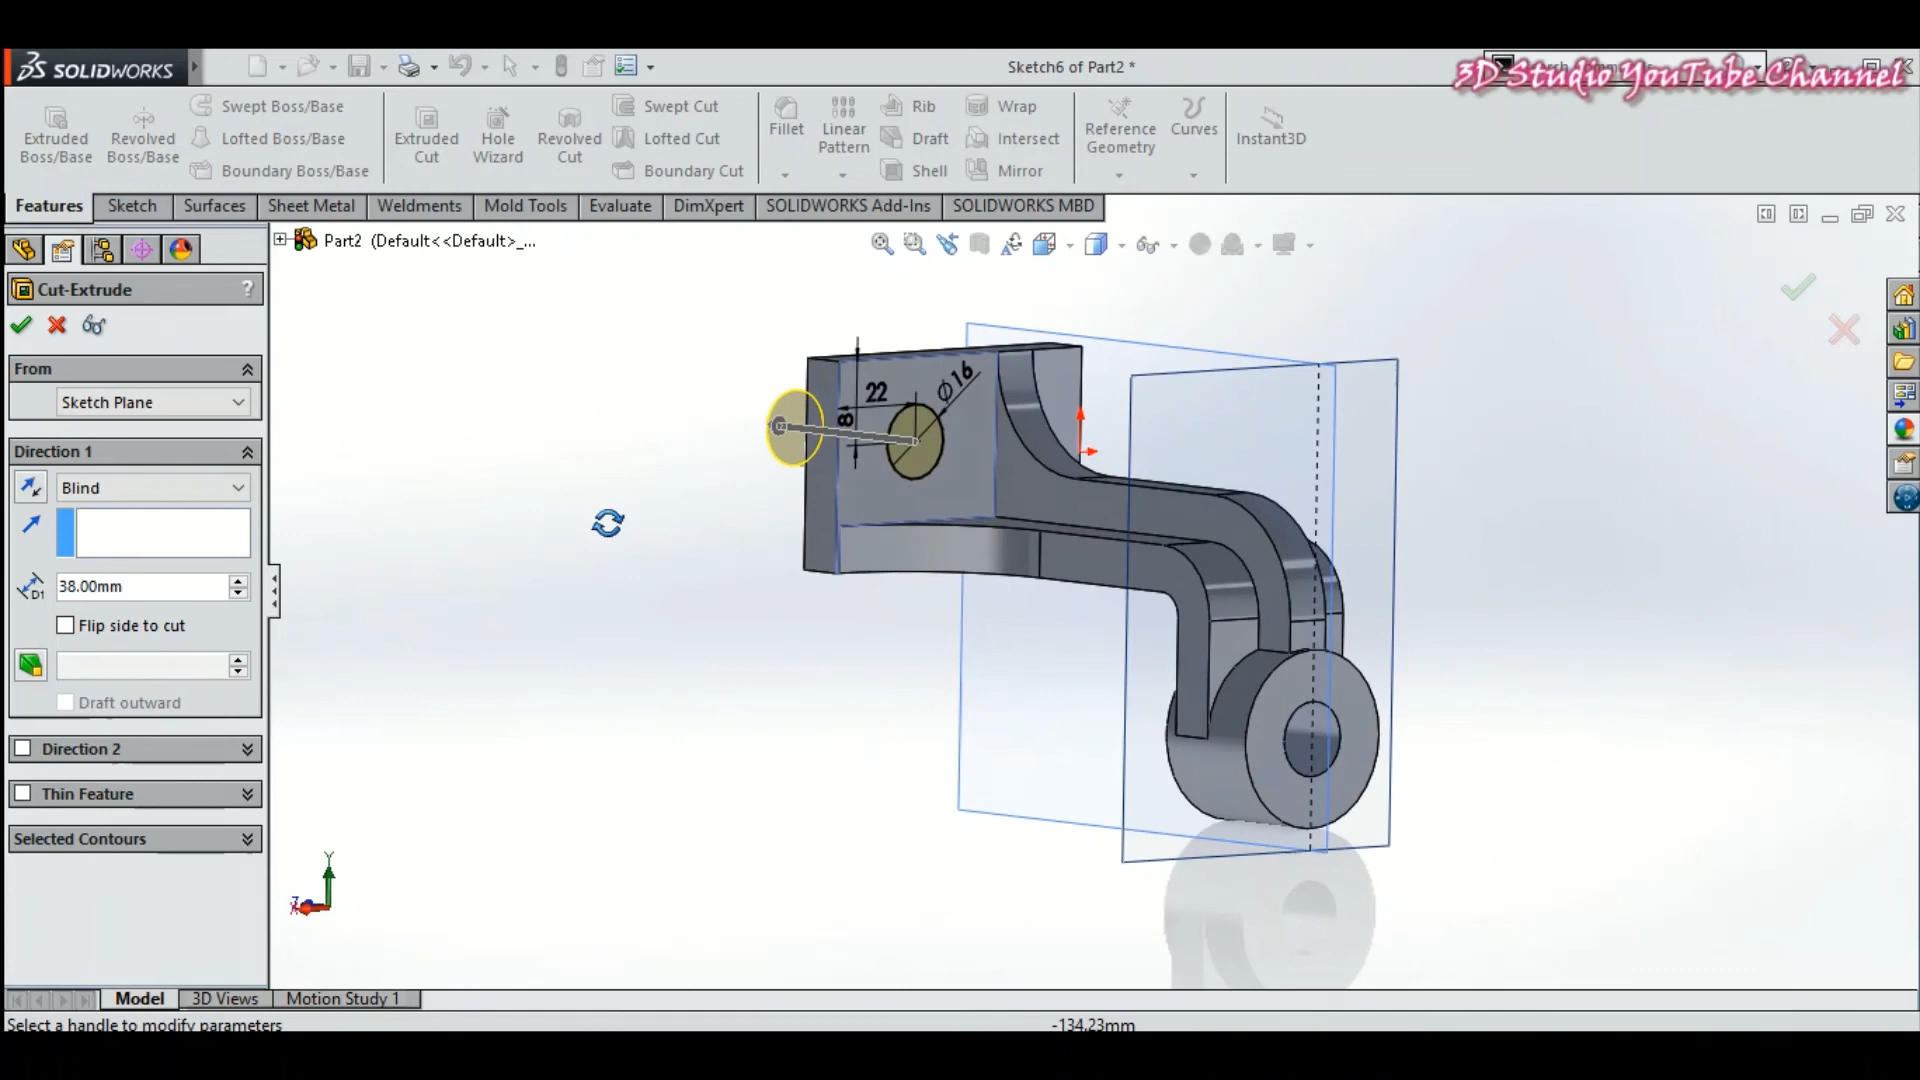 SOLIDWORKS
Sketch6 of Part2 *
3D Studio YouTube Channel
Extruded Boss/Base
Revolved Boss/Base
Swept Boss/Base
Lofted Boss/Base
Boundary Boss/Base
Extruded Cut
Hole Wizard
Revolved Cut
Swept Cut
Lofted Cut
Boundary Cut
Fillet
Linear Pattern
Rib
Draft
Shell
Wrap
Intersect
Mirror
Reference Geometry
Curves
Instant3D
Features
Sketch
Surfaces
Sheet Metal
Weldments
Mold Tools
Evaluate
DimXpert
SOLIDWORKS Add-Ins
SOLIDWORKS MBD
Part2 (Default<<Default>_...
Cut-Extrude
?
From
Sketch Plane
Direction 1
Blind
D1
38.00mm
Flip side to cut
Draft outward
Direction 2
Thin Feature
Selected Contours
22
Ø16
8
Y
Model
3D Views
Motion Study 1
Select a handle to modify parameters
-134.23mm